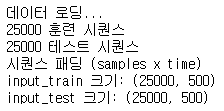 데이터 로딩...
25000 훈련 시퀀스
25000 테스트 시퀀스
시퀀스 패딩 (samples x time)
input_train 크기: (25000, 500)
input_test 크기: (25000, 500)